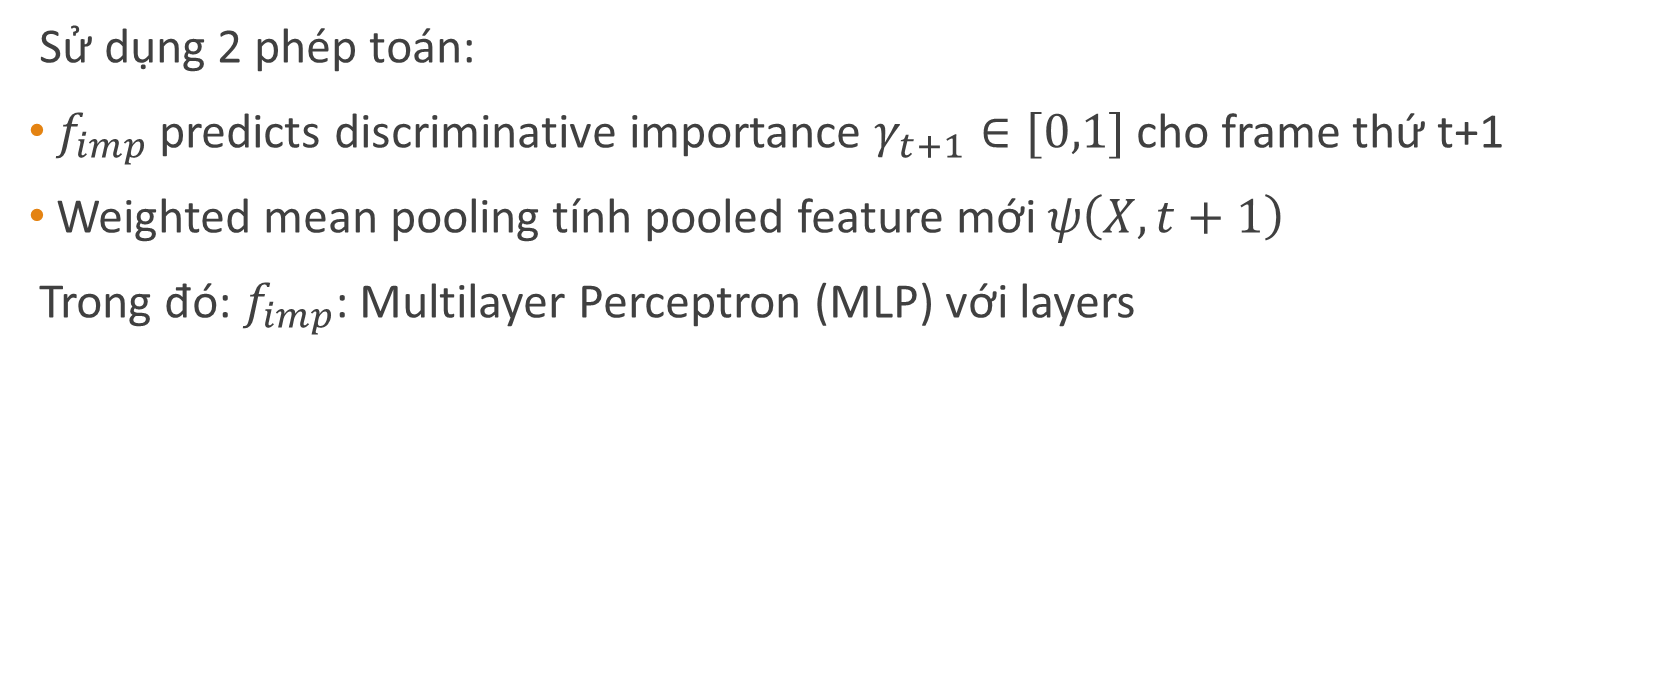 Sử dụng 2 phép toán:
• f_imp predicts discriminative importance γ_{t+1} ∈ [0,1] cho frame thứ t+1
• Weighted mean pooling tính pooled feature mới ψ(X, t + 1)
Trong đó: f_imp: Multilayer Perceptron (MLP) với layers